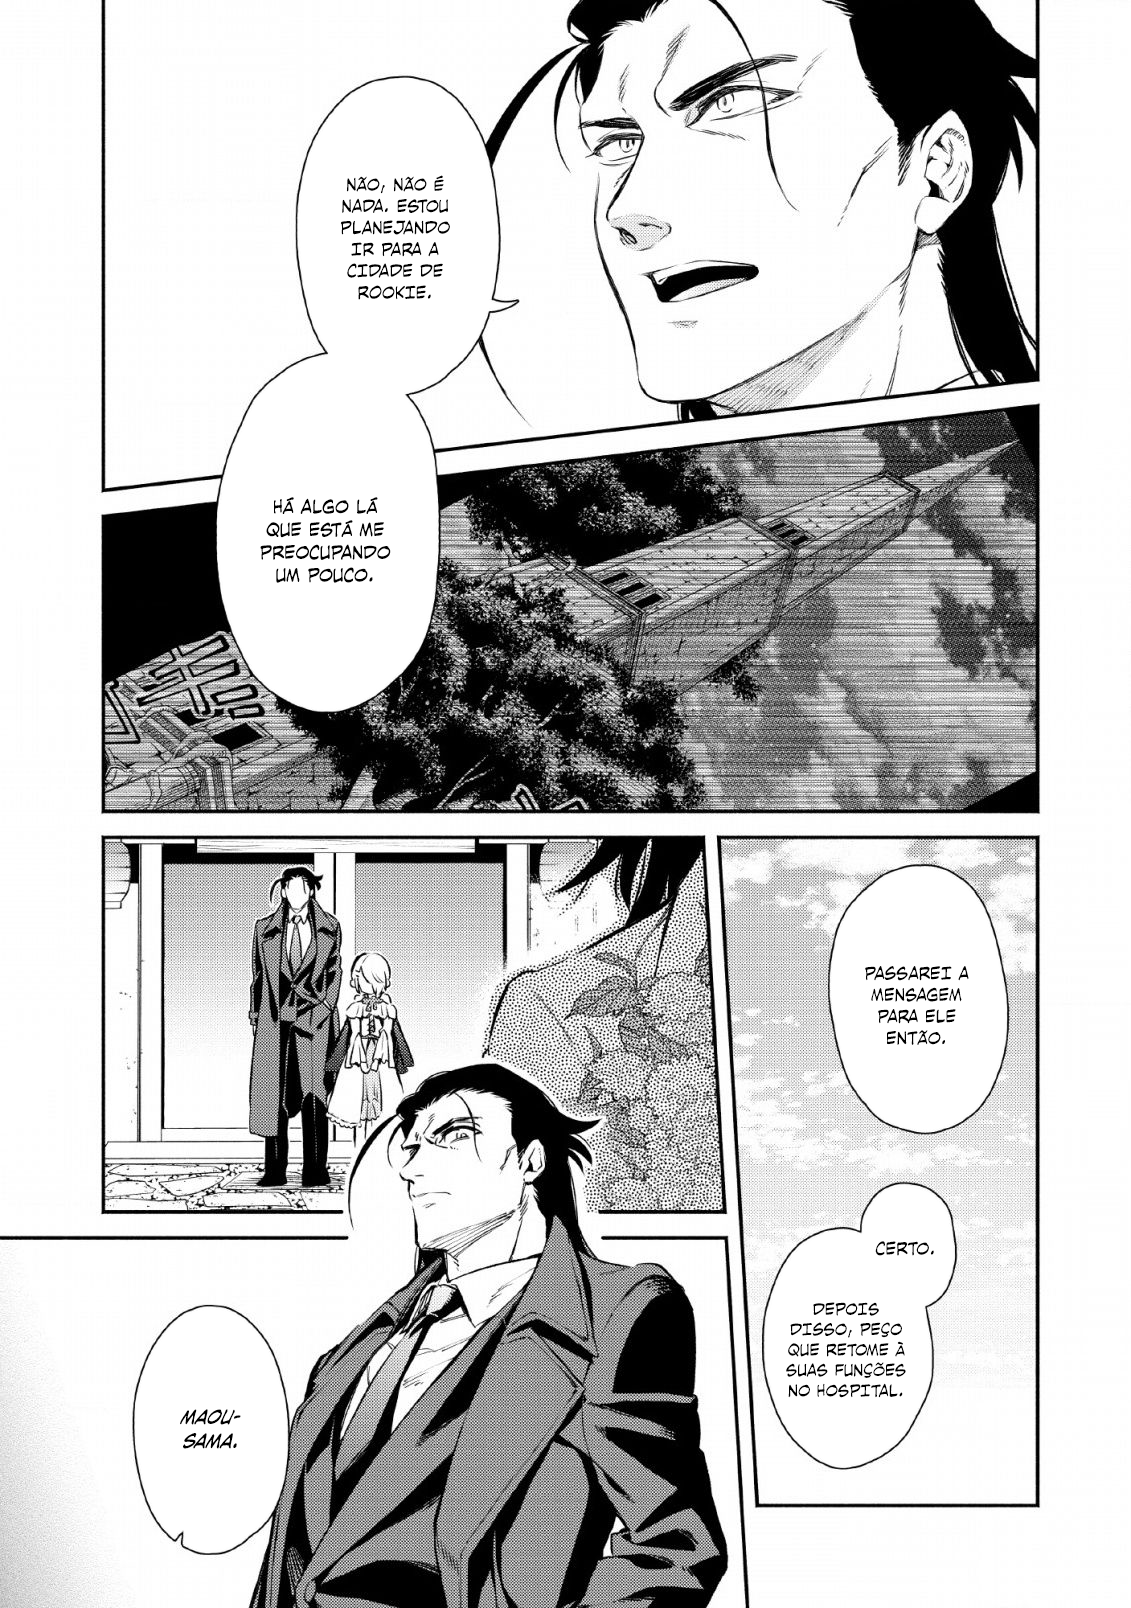 NÃO, NÃO É
NADA. ESTOU
PLANEJANDO
IR PARA A
CIDADE DE
ROOKIE.
HÁ ALGO LÁ
QUE ESTÁ ME
PREOCUPANDO
UM POUCO.
PASSAREI A
MENSAGEM
PARA ELE
ENTÃO.
CERTO.
DEPOIS
DISSO, PEÇO
QUE RETOME À
SUAS FUNÇÕES
NO HOSPITAL.
MAOU-
SAMA.